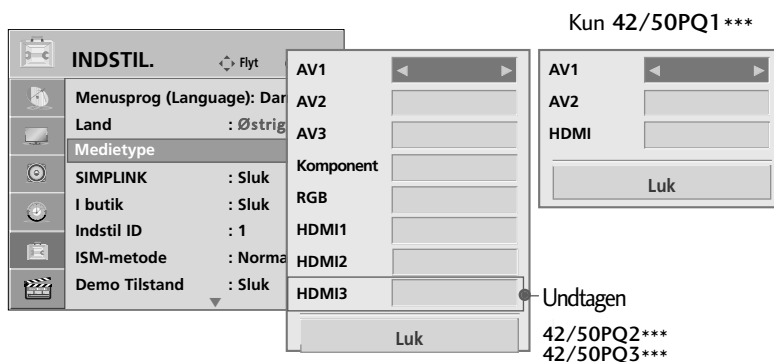 Kun 42/50PQ1***
INDSTIL.
Flyt
Menusprog (Language): Dan
Land : Østrig
Medietype
SIMPLINK : Sluk
I butik : Sluk
Indstil ID : 1
ISM-metode : Norma
Demo Tilstand : Sluk
AV1
AV2
AV3
Komponent
RGB
HDMI1
HDMI2
HDMI3
Luk
AV1
AV2
HDMI
Luk
Undtagen
42/50PQ2***
42/50PQ3***